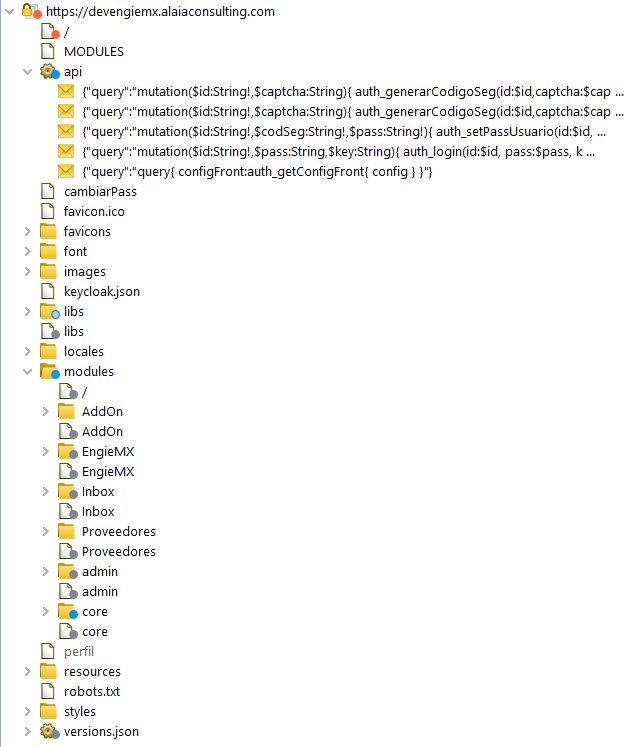 https://devengiemx.alaiaconsulting.com
/
MODULES
api
{"query":"mutation($id:String!,$captcha:String){ auth_generarCodigoSeg(id:$id,captcha:$cap ...
{"query":"mutation($id:String!,$captcha:String){ auth_generarCodigoSeg(id:$id,captcha:$cap ...
{"query":"mutation($id:String!,$codSeg:String!,$pass:String!){ auth_setPassUsuario(id:$id, ...
{"query":"mutation($id:String!,$pass:String,$key:String){ auth_login(id:$id, pass:$pass, k ...
{"query":"query{ configFront:auth_getConfigFront{ config } }"}
cambiarPass
favicon.ico
favicons
font
images
keycloak.json
libs
libs
locales
modules
/
AddOn
AddOn
EngieMX
EngieMX
Inbox
Inbox
Proveedores
Proveedores
admin
admin
core
core
perfil
resources
robots.txt
styles
versions.json